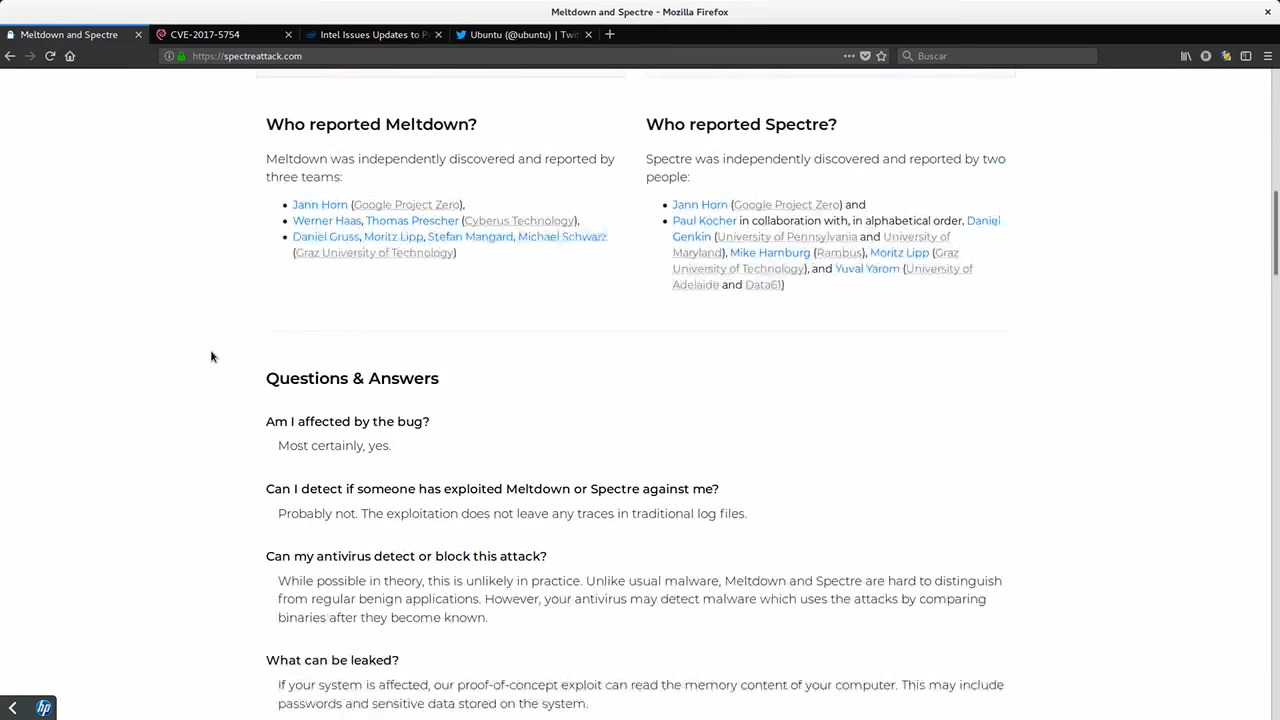 Meltdown and Spectre - Mozilla Firefox
Meltdown and Spectre
CVE-2017-5754
Intel Issues Updates to P
Ubuntu (@ubuntu) | Twit
https://spectreattack.com
Buscar
Who reported Meltdown?
Meltdown was independently discovered and reported by
three teams:
• Jann Horn (Google Project Zero),
• Werner Haas, Thomas Prescher (Cyberus Technology),
• Daniel Gruss, Moritz Lipp, Stefan Mangard, Michael Schwarz
(Graz University of Technology)
Who reported Spectre?
Spectre was independently discovered and reported by two
people:
• Jann Horn (Google Project Zero) and
• Paul Kocher in collaboration with, in alphabetical order, Daniel
Genkin (University of Pennsylvania and University of
Maryland), Mike Hamburg (Rambus), Moritz Lipp (Graz
University of Technology), and Yuval Yarom (University of
Adelaide and Data61)
Questions & Answers
Am I affected by the bug?
Most certainly, yes.
Can I detect if someone has exploited Meltdown or Spectre against me?
Probably not. The exploitation does not leave any traces in traditional log files.
Can my antivirus detect or block this attack?
While possible in theory, this is unlikely in practice. Unlike usual malware, Meltdown and Spectre are hard to distinguish
from regular benign applications. However, your antivirus may detect malware which uses the attacks by comparing
binaries after they become known.
What can be leaked?
If your system is affected, our proof-of-concept exploit can read the memory content of your computer. This may include
passwords and sensitive data stored on the system.
hp